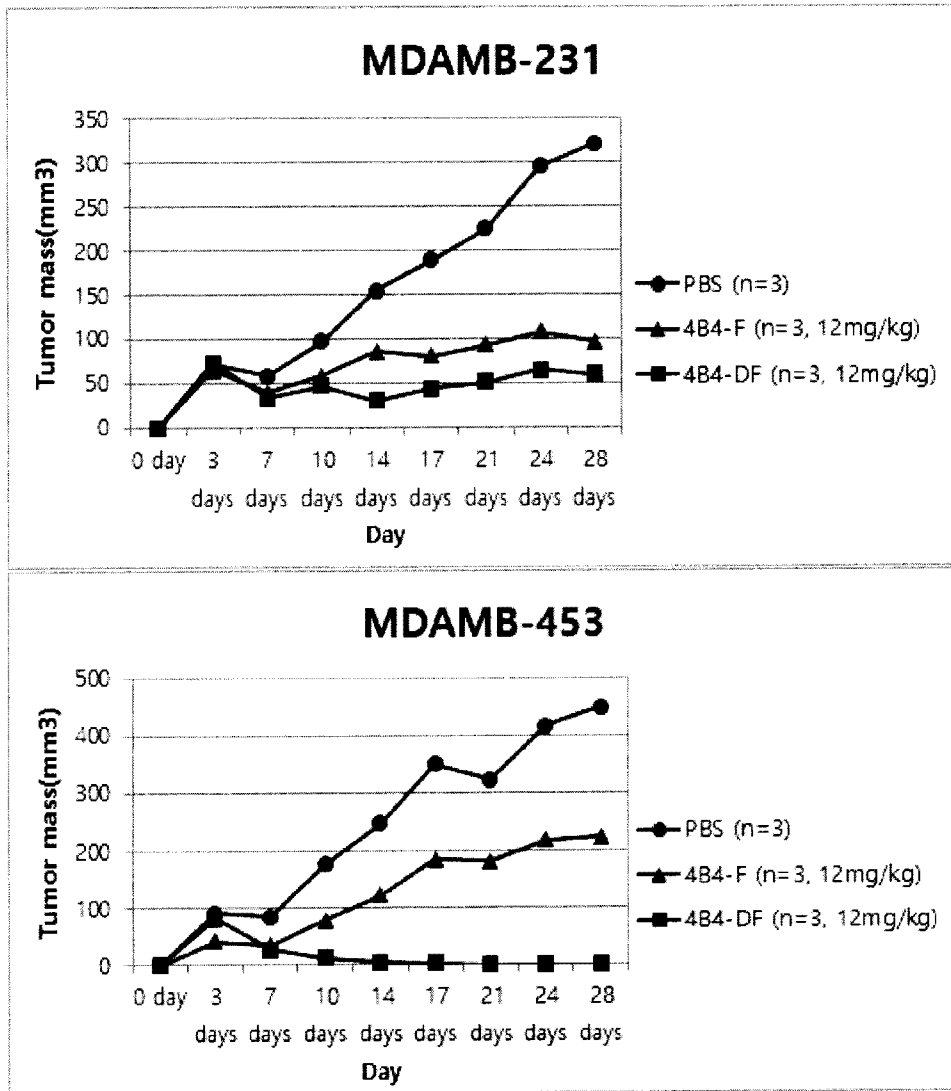 MDAMB-231
Tumor mass(mm3)
350
300
250
200
150
100
50
0
0 day 3 days 7 days 10 days 14 days 17 days 21 days 24 days 28 days
Day
PBS (n=3)
4B4-F (n=3, 12mg/kg)
4B4-DF (n=3, 12mg/kg)
MDAMB-453
Tumor mass(mm3)
500
400
300
200
100
0
0 day 3 days 7 days 10 days 14 days 17 days 21 days 24 days 28 days
Day
PBS (n=3)
4B4-F (n=3, 12mg/kg)
4B4-DF (n=3, 12mg/kg)